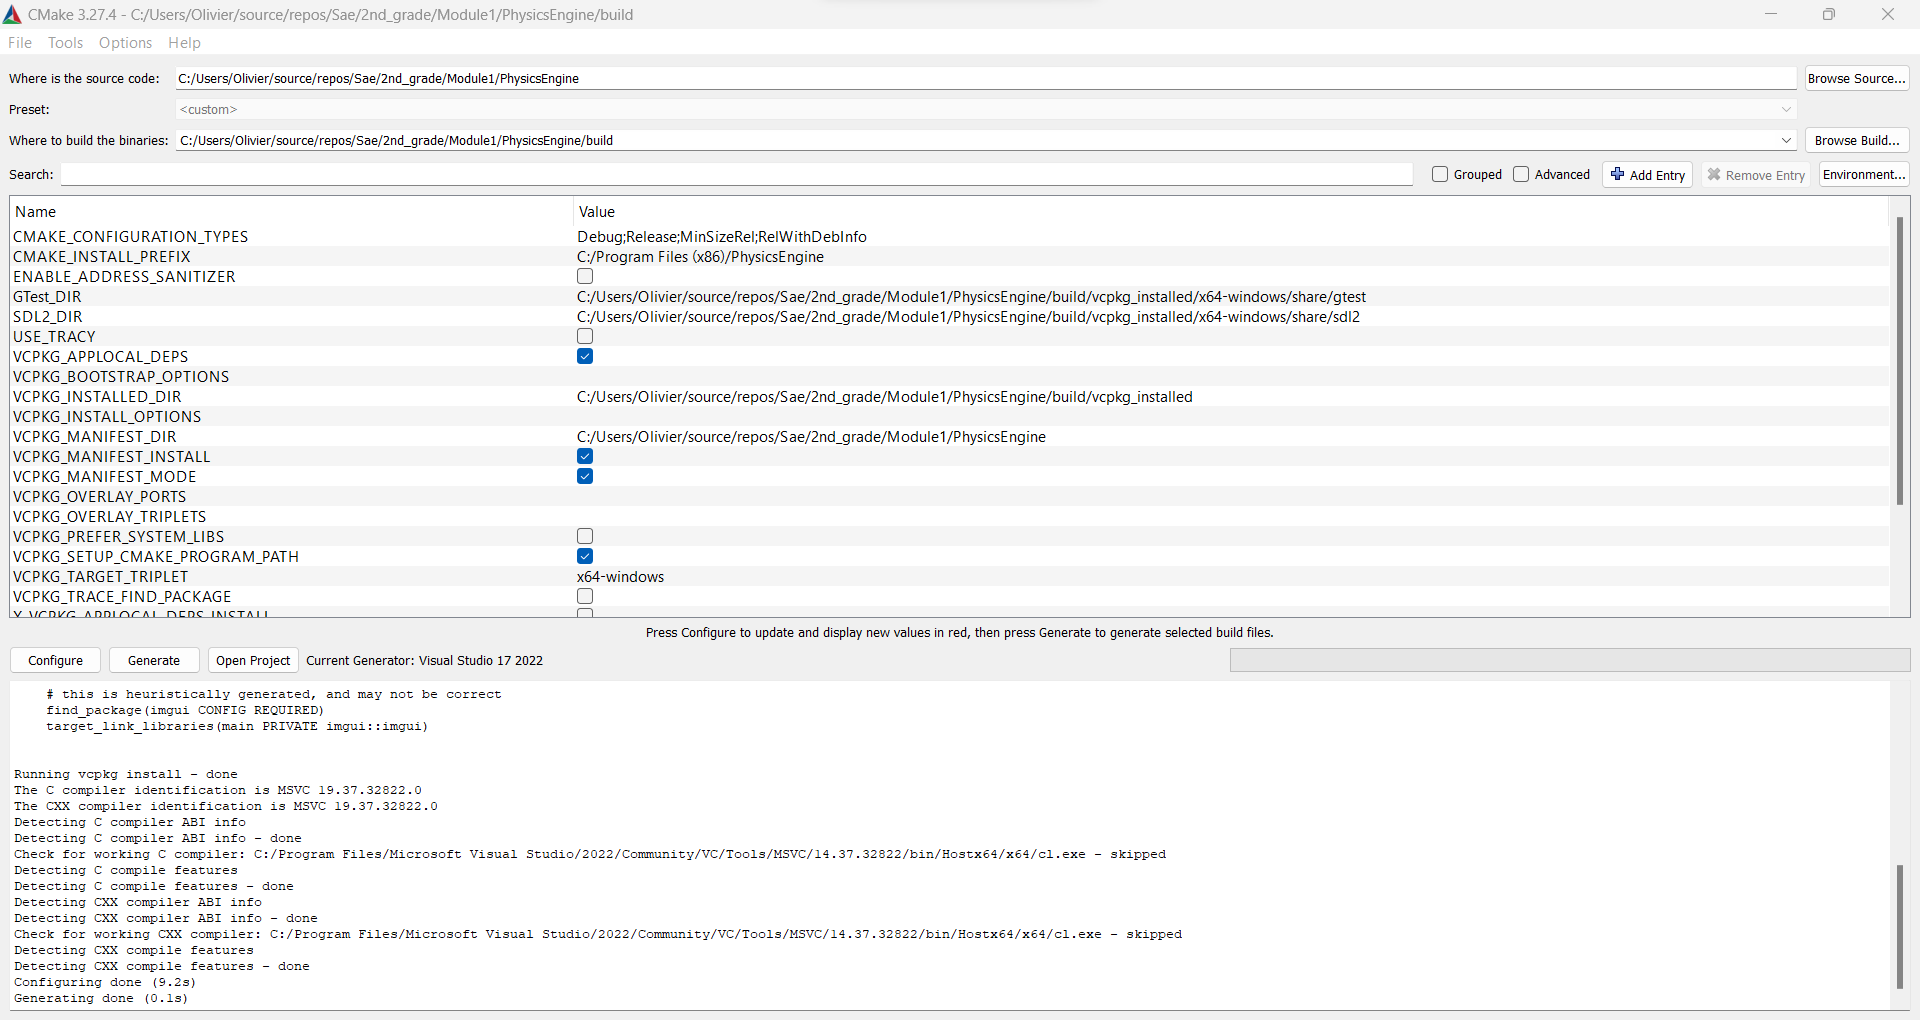 CMake 3.27.4 - C:/Users/Olivier/source/repos/Sae/2nd_grade/Module1/PhysicsEngine/build
File Tools Options Help
Where is the source code: C:/Users/Olivier/source/repos/Sae/2nd_grade/Module1/PhysicsEngine Browse Source...
Preset: <custom>
Where to build the binaries: C:/Users/Olivier/source/repos/Sae/2nd_grade/Module1/PhysicsEngine/build Browse Build...
Search: Grouped Advanced Add Entry Remove Entry Environment...
Name Value
CMAKE_CONFIGURATION_TYPES Debug;Release;MinSizeRel;RelWithDebInfo
CMAKE_INSTALL_PREFIX C:/Program Files (x86)/PhysicsEngine
ENABLE_ADDRESS_SANITIZER
GTest_DIR C:/Users/Olivier/source/repos/Sae/2nd_grade/Module1/PhysicsEngine/build/vcpkg_installed/x64-windows/share/gtest
SDL2_DIR C:/Users/Olivier/source/repos/Sae/2nd_grade/Module1/PhysicsEngine/build/vcpkg_installed/x64-windows/share/sdl2
USE_TRACY
VCPKG_APPLOCAL_DEPS
VCPKG_BOOTSTRAP_OPTIONS
VCPKG_INSTALLED_DIR C:/Users/Olivier/source/repos/Sae/2nd_grade/Module1/PhysicsEngine/build/vcpkg_installed
VCPKG_INSTALL_OPTIONS
VCPKG_MANIFEST_DIR C:/Users/Olivier/source/repos/Sae/2nd_grade/Module1/PhysicsEngine
VCPKG_MANIFEST_INSTALL
VCPKG_MANIFEST_MODE
VCPKG_OVERLAY_PORTS
VCPKG_OVERLAY_TRIPLETS
VCPKG_PREFER_SYSTEM_LIBS
VCPKG_SETUP_CMAKE_PROGRAM_PATH
VCPKG_TARGET_TRIPLET x64-windows
VCPKG_TRACE_FIND_PACKAGE
X_VCPKG_APPLOCAL_DEPS_INSTALL
Press Configure to update and display new values in red, then press Generate to generate selected build files.
Configure Generate Open Project Current Generator: Visual Studio 17 2022
# this is heuristically generated, and may not be correct
find_package(imgui CONFIG REQUIRED)
target_link_libraries(main PRIVATE imgui::imgui)
Running vcpkg install - done
The C compiler identification is MSVC 19.37.32822.0
The CXX compiler identification is MSVC 19.37.32822.0
Detecting C compiler ABI info
Detecting C compiler ABI info - done
Check for working C compiler: C:/Program Files/Microsoft Visual Studio/2022/Community/VC/Tools/MSVC/14.37.32822/bin/Hostx64/x64/cl.exe - skipped
Detecting C compile features
Detecting C compile features - done
Detecting CXX compiler ABI info
Detecting CXX compiler ABI info - done
Check for working CXX compiler: C:/Program Files/Microsoft Visual Studio/2022/Community/VC/Tools/MSVC/14.37.32822/bin/Hostx64/x64/cl.exe - skipped
Detecting CXX compile features
Detecting CXX compile features - done
Configuring done (9.2s)
Generating done (0.1s)